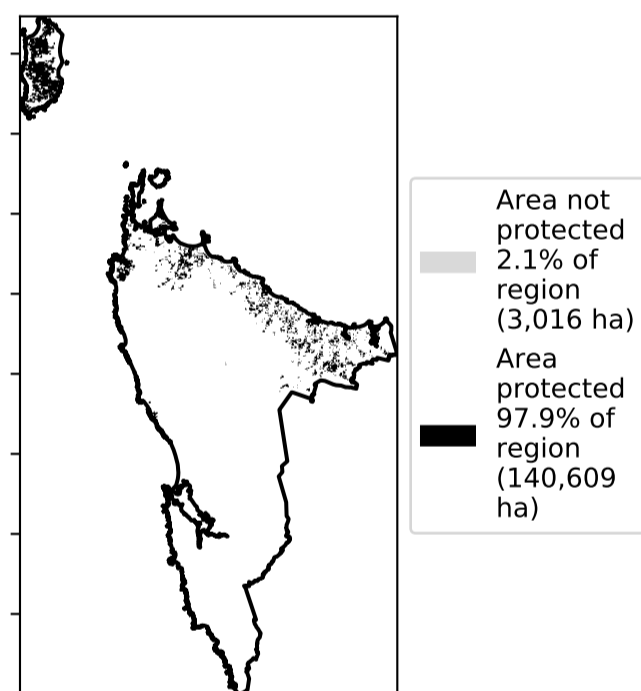 Area not
protected
2.1% of
region
(3,016 ha)
Area
protected
97.9% of
region
(140,609
ha)